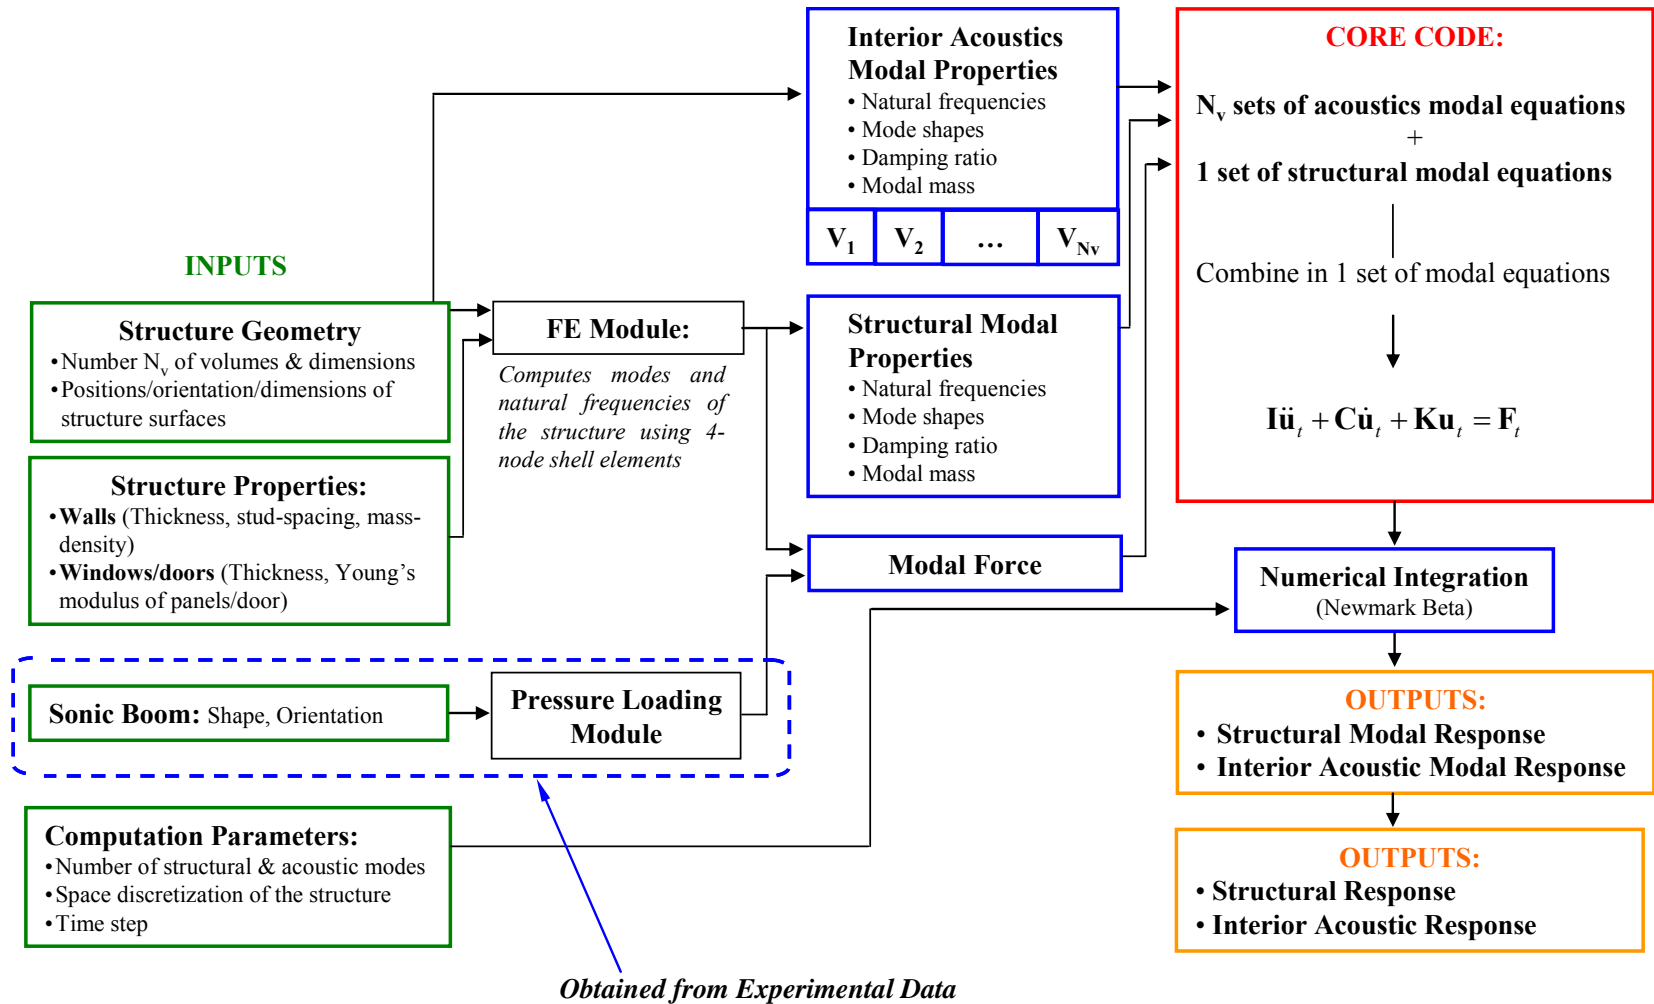 INPUTS
Structure Geometry
•Number Nv of volumes & dimensions
•Positions/orientation/dimensions of
structure surfaces
Structure Properties:
•Walls (Thickness, stud-spacing, mass-
density)
•Windows/doors (Thickness, Young’s
modulus of panels/door)
Sonic Boom: Shape, Orientation
Computation Parameters:
•Number of structural & acoustic modes
•Space discretization of the structure
•Time step
FE Module:
Computes modes and
natural frequencies of
the structure using 4-
node shell elements
Pressure Loading
Module
Obtained from Experimental Data
Interior Acoustics
Modal Properties
• Natural frequencies
• Mode shapes
• Damping ratio
• Modal mass
V1 V2 … VNv
Structural Modal
Properties
• Natural frequencies
• Mode shapes
• Damping ratio
• Modal mass
Modal Force
CORE CODE:
Nv sets of acoustics modal equations
+
1 set of structural modal equations
Combine in 1 set of modal equations
Iüt + Cu̇t + Kut = Ft
Numerical Integration
(Newmark Beta)
OUTPUTS:
• Structural Modal Response
• Interior Acoustic Modal Response
OUTPUTS:
• Structural Response
• Interior Acoustic Response